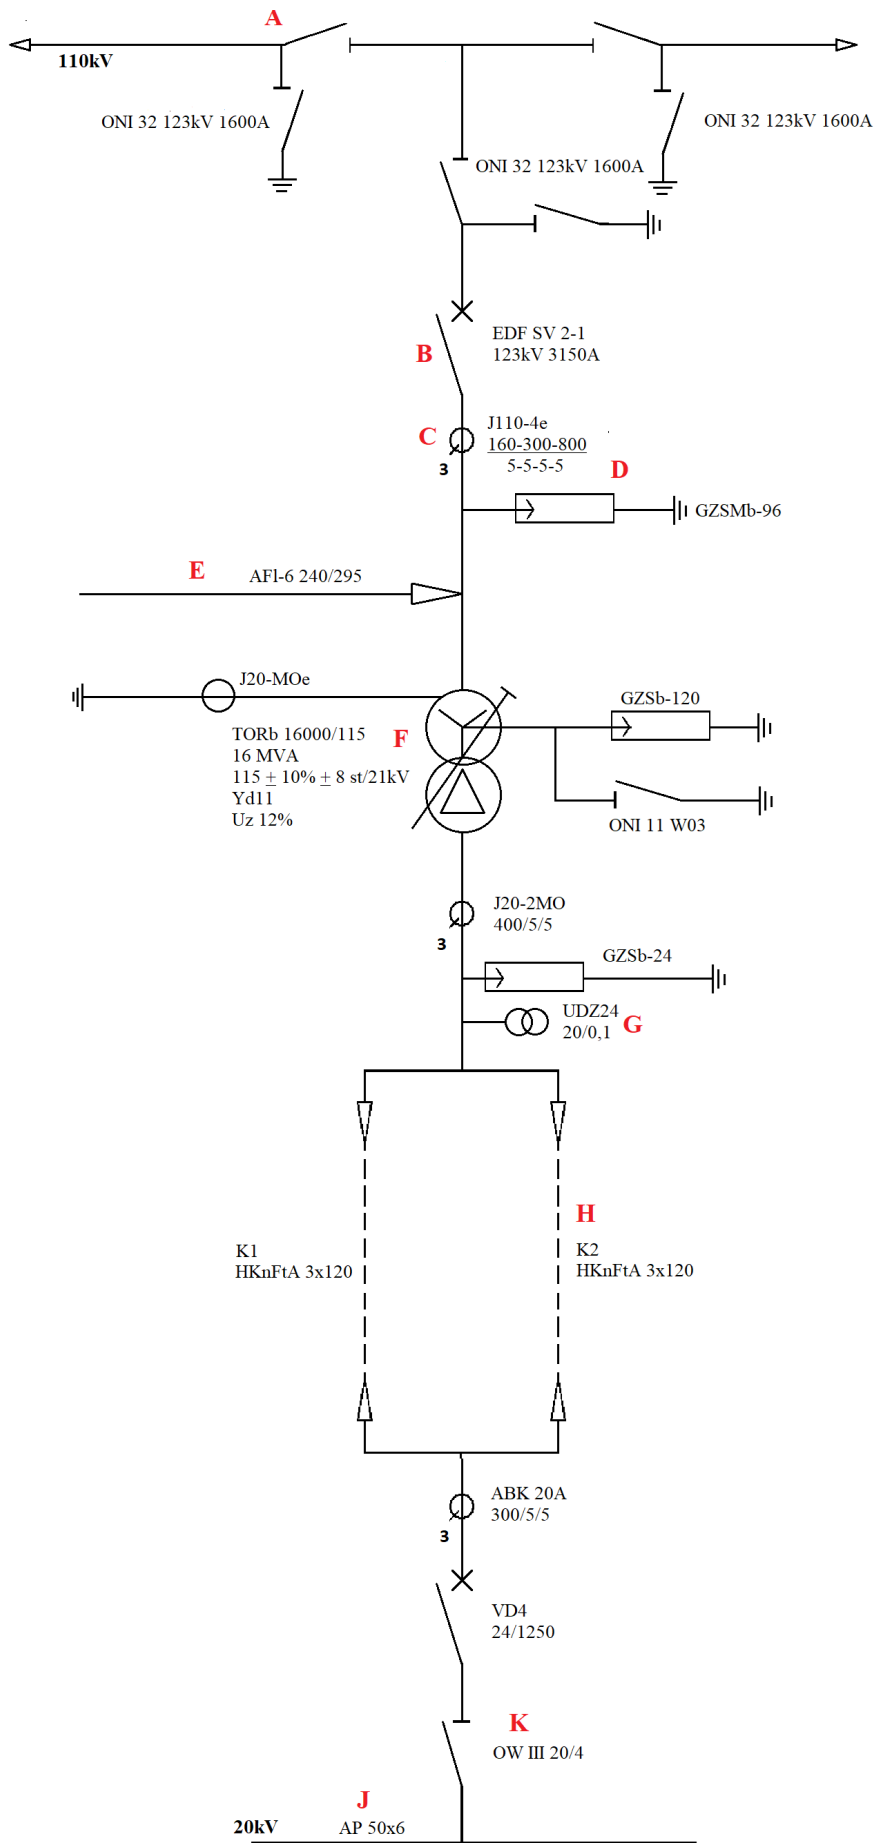 A
110kV
ONI 32 123kV 1600A
ONI 32 123kV 1600A
ONI 32 123kV 1600A
EDF SV 2-1
123kV 3150A
B
C
J110-4e
160-300-800
5-5-5-5
3
D
GZSMb-96
E
AFl-6 240/295
J20-MOe
GZSb-120
TORb 16000/115
16 MVA
115 ± 10% ± 8 st/21kV
Yd11
Uz 12%
F
ONI 11 W03
J20-2MO
400/5/5
3
GZSb-24
UDZ24
20/0,1
G
H
K1
HKnFtA 3x120
K2
HKnFtA 3x120
ABK 20A
300/5/5
3
VD4
24/1250
K
OW III 20/4
J
20kV
AP 50x6